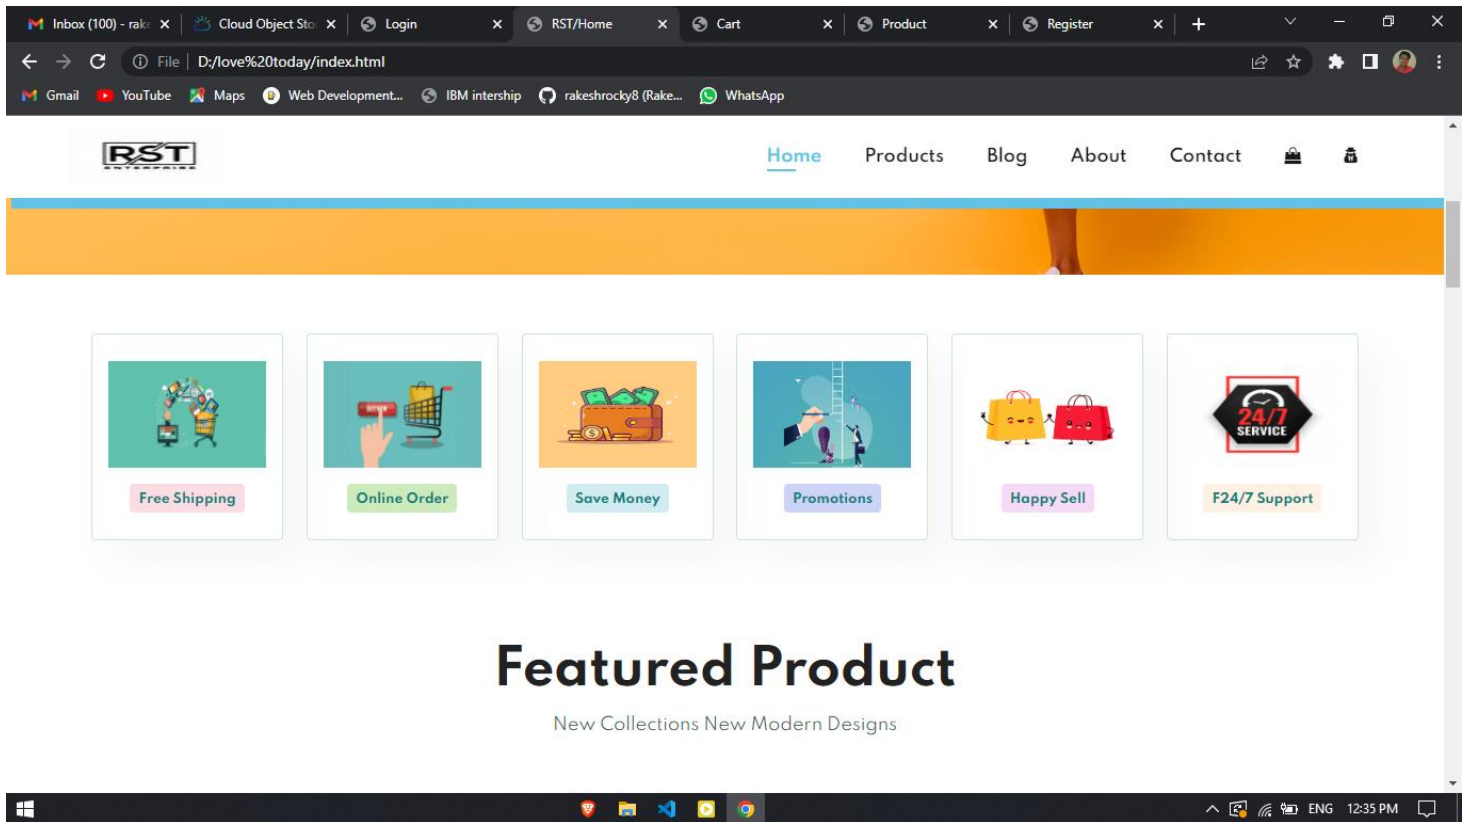 Inbox (100) - rak
Cloud Object Sto
Login
RST/Home
Cart
Product
Register
File
D:/love%20today/index.html
Gmail
YouTube
Maps
Web Development...
IBM intership
rakeshrocky8 (Rake...
WhatsApp
RST
ENTERPRISE
Home
Products
Blog
About
Contact
24/7
SERVICE
Free Shipping
Online Order
Save Money
Promotions
Happy Sell
F24/7 Support
Featured Product
New Collections New Modern Designs
ENG
12:35 PM